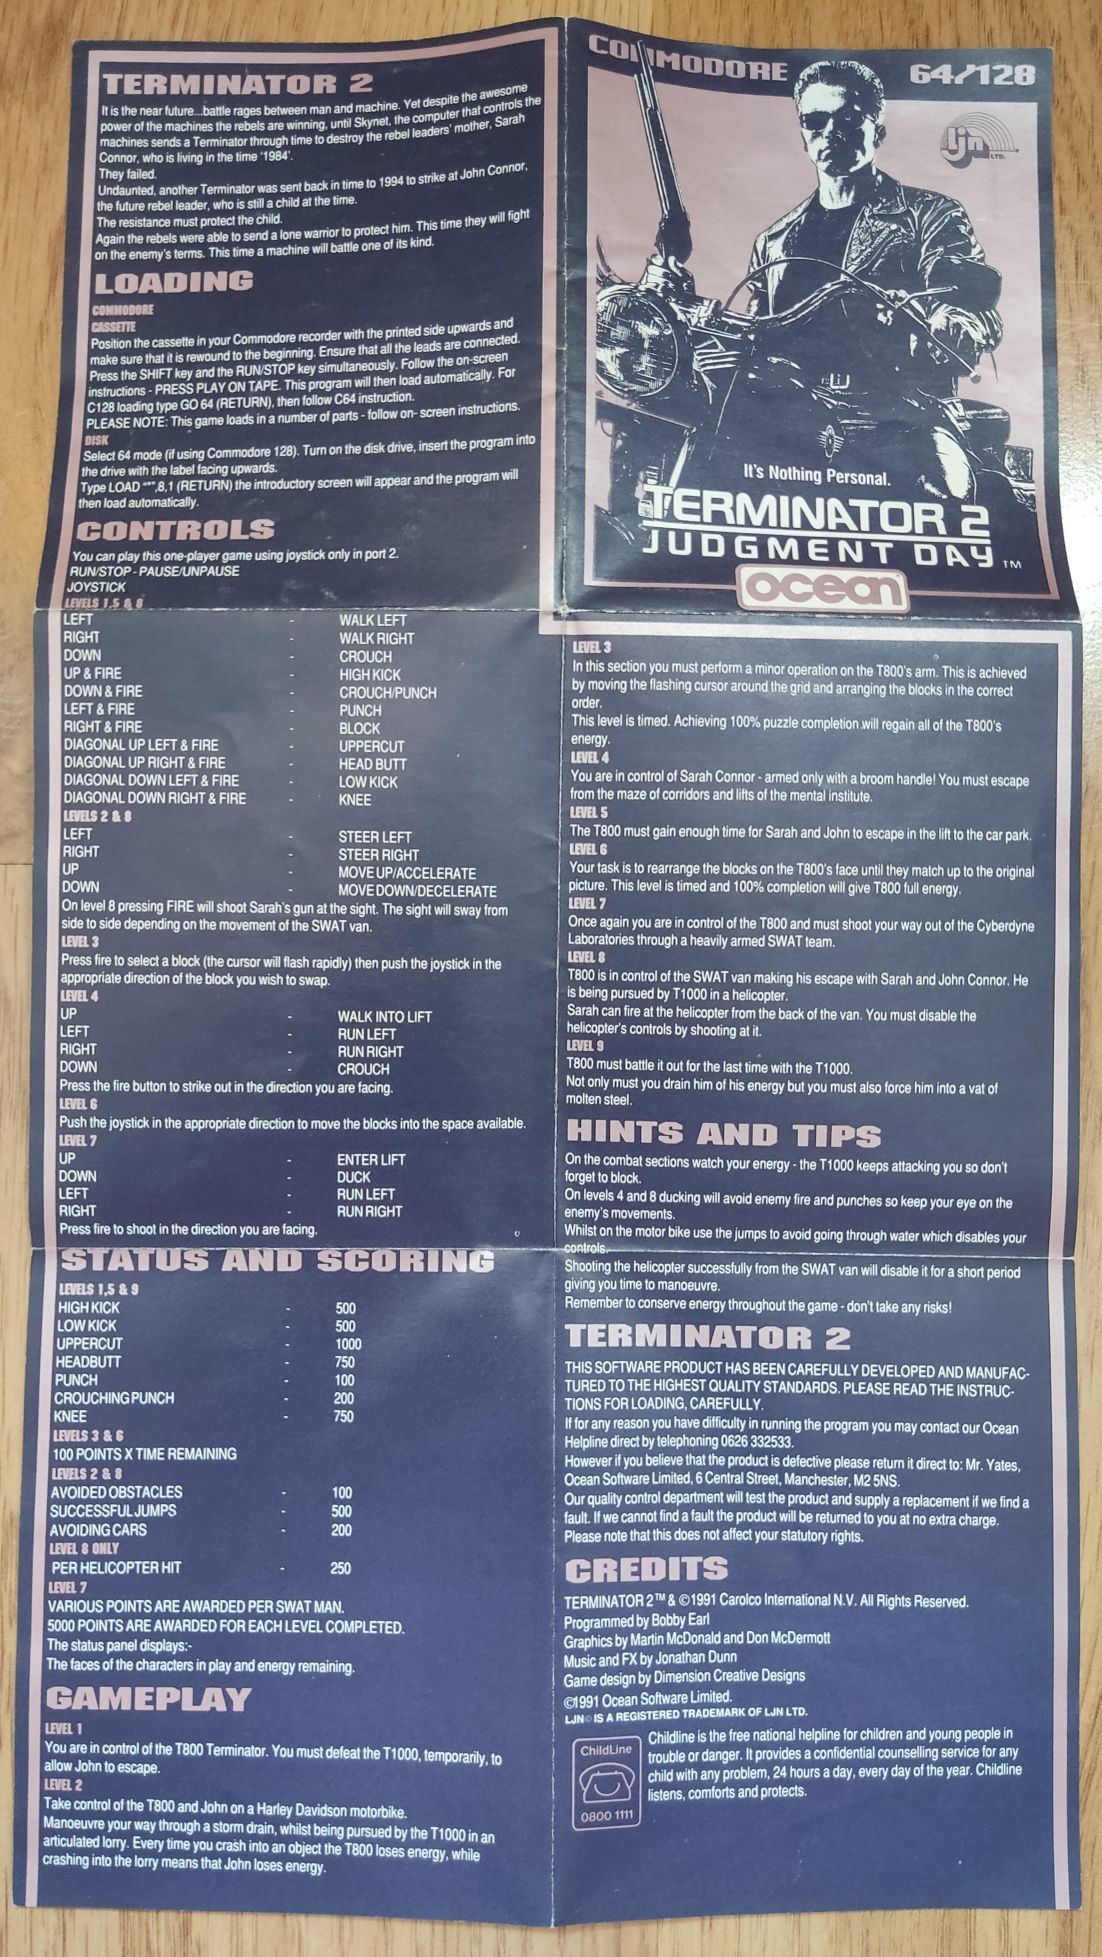 TERMINATOR 2
It is the near future...battle rages between man and machine. Yet despite the awesome
power of the machines the rebels are winning, until Skynet, the computer that controls the
machines sends a Terminator through time to destroy the rebel leaders' mother, Sarah
Connor, who is living in the time '1984'.
They failed.
Undaunted, another Terminator was sent back in time to 1994 to strike at John Connor,
the future rebel leader, who is still a child at the time.
The resistance must protect the child.
Again the rebels were able to send a lone warrior to protect him. This time they will fight
on the enemy's terms. This time a machine will battle one of its kind.
LOADING
COMMODORE
CASSETTE
Position the cassette in your Commodore recorder with the printed side upwards and
make sure that it is rewound to the beginning. Ensure that all the leads are connected.
Press the SHIFT key and the RUN/STOP key simultaneously. Follow the on-screen
instructions - PRESS PLAY ON TAPE. This program will then load automatically. For
C128 loading type GO 64 (RETURN), then follow C64 instruction.
PLEASE NOTE: This game loads in a number of parts - follow on- screen instructions.
DISK
Select 64 mode (if using Commodore 128). Turn on the disk drive, insert the program into
the drive with the label facing upwards.
Type LOAD "*",8,1 (RETURN) the introductory screen will appear and the program will
then load automatically.
CONTROLS
You can play this one-player game using joystick only in port 2.
RUN/STOP - PAUSE/UNPAUSE
JOYSTICK
LEVELS 1,5 & 8
LEFT - WALK LEFT
RIGHT - WALK RIGHT
DOWN - CROUCH
UP & FIRE - HIGH KICK
DOWN & FIRE - CROUCH/PUNCH
LEFT & FIRE - PUNCH
RIGHT & FIRE - BLOCK
DIAGONAL UP LEFT & FIRE - UPPERCUT
DIAGONAL UP RIGHT & FIRE - HEAD BUTT
DIAGONAL DOWN LEFT & FIRE - LOW KICK
DIAGONAL DOWN RIGHT & FIRE - KNEE
LEVELS 2 & 8
LEFT - STEER LEFT
RIGHT - STEER RIGHT
UP - MOVE UP/ACCELERATE
DOWN - MOVE DOWN/DECELERATE
On level 8 pressing FIRE will shoot Sarah's gun at the sight. The sight will sway from
side to side depending on the movement of the SWAT van.
LEVEL 3
Press fire to select a block (the cursor will flash rapidly) then push the joystick in the
appropriate direction of the block you wish to swap.
LEVEL 4
UP - WALK INTO LIFT
LEFT - RUN LEFT
RIGHT - RUN RIGHT
DOWN - CROUCH
Press the fire button to strike out in the direction you are facing.
LEVEL 6
Push the joystick in the appropriate direction to move the blocks into the space available.
LEVEL 7
UP - ENTER LIFT
DOWN - DUCK
LEFT - RUN LEFT
RIGHT - RUN RIGHT
Press fire to shoot in the direction you are facing.
STATUS AND SCORING
LEVELS 1,5 & 9
HIGH KICK - 500
LOW KICK - 500
UPPERCUT - 1000
HEADBUTT - 750
PUNCH - 100
CROUCHING PUNCH - 200
KNEE - 750
LEVELS 3 & 6
100 POINTS X TIME REMAINING
LEVELS 2 & 8
AVOIDED OBSTACLES - 100
SUCCESSFUL JUMPS - 500
AVOIDING CARS - 200
LEVEL 8 ONLY
PER HELICOPTER HIT - 250
LEVEL 7
VARIOUS POINTS ARE AWARDED PER SWAT MAN.
5000 POINTS ARE AWARDED FOR EACH LEVEL COMPLETED.
The status panel displays:-
The faces of the characters in play and energy remaining.
GAMEPLAY
LEVEL 1
You are in control of the T800 Terminator. You must defeat the T1000, temporarily, to
allow John to escape.
LEVEL 2
Take control of the T800 and John on a Harley Davidson motorbike.
Manoeuvre your way through a storm drain, whilst being pursued by the T1000 in an
articulated lorry. Every time you crash into an object the T800 loses energy, while
crashing into the lorry means that John loses energy.
COMMODORE 64/128
ljn LTD.
It's Nothing Personal.
TERMINATOR 2
JUDGMENT DAY ™
ocean
LEVEL 3
In this section you must perform a minor operation on the T800's arm. This is achieved
by moving the flashing cursor around the grid and arranging the blocks in the correct
order.
This level is timed. Achieving 100% puzzle completion will regain all of the T800's
energy.
LEVEL 4
You are in control of Sarah Connor - armed only with a broom handle! You must escape
from the maze of corridors and lifts of the mental institute.
LEVEL 5
The T800 must gain enough time for Sarah and John to escape in the lift to the car park.
LEVEL 6
Your task is to rearrange the blocks on the T800's face until they match up to the original
picture. This level is timed and 100% completion will give T800 full energy.
LEVEL 7
Once again you are in control of the T800 and must shoot your way out of the Cyberdyne
Laboratories through a heavily armed SWAT team.
LEVEL 8
T800 is in control of the SWAT van making his escape with Sarah and John Connor. He
is being pursued by T1000 in a helicopter.
Sarah can fire at the helicopter from the back of the van. You must disable the
helicopter's controls by shooting at it.
LEVEL 9
T800 must battle it out for the last time with the T1000.
Not only must you drain him of his energy but you must also force him into a vat of
molten steel.
HINTS AND TIPS
On the combat sections watch your energy - the T1000 keeps attacking you so don't
forget to block.
On levels 4 and 8 ducking will avoid enemy fire and punches so keep your eye on the
enemy's movements.
Whilst on the motor bike use the jumps to avoid going through water which disables your
controls.
Shooting the helicopter successfully from the SWAT van will disable it for a short period
giving you time to manoeuvre.
Remember to conserve energy throughout the game - don't take any risks!
TERMINATOR 2
THIS SOFTWARE PRODUCT HAS BEEN CAREFULLY DEVELOPED AND MANUFAC-
TURED TO THE HIGHEST QUALITY STANDARDS. PLEASE READ THE INSTRUC-
TIONS FOR LOADING, CAREFULLY.
If for any reason you have difficulty in running the program you may contact our Ocean
Helpline direct by telephoning 0626 332533.
However if you believe that the product is defective please return it direct to: Mr. Yates,
Ocean Software Limited, 6 Central Street, Manchester, M2 5NS.
Our quality control department will test the product and supply a replacement if we find a
fault. If we cannot find a fault the product will be returned to you at no extra charge.
Please note that this does not affect your statutory rights.
CREDITS
TERMINATOR 2™ & ©1991 Carolco International N.V. All Rights Reserved.
Programmed by Bobby Earl
Graphics by Martin McDonald and Don McDermott
Music and FX by Jonathan Dunn
Game design by Dimension Creative Designs
©1991 Ocean Software Limited.
LJN® IS A REGISTERED TRADEMARK OF LJN LTD.
ChildLine
0800 1111
Childline is the free national helpline for children and young people in
trouble or danger. It provides a confidential counselling service for any
child with any problem, 24 hours a day, every day of the year. Childline
listens, comforts and protects.